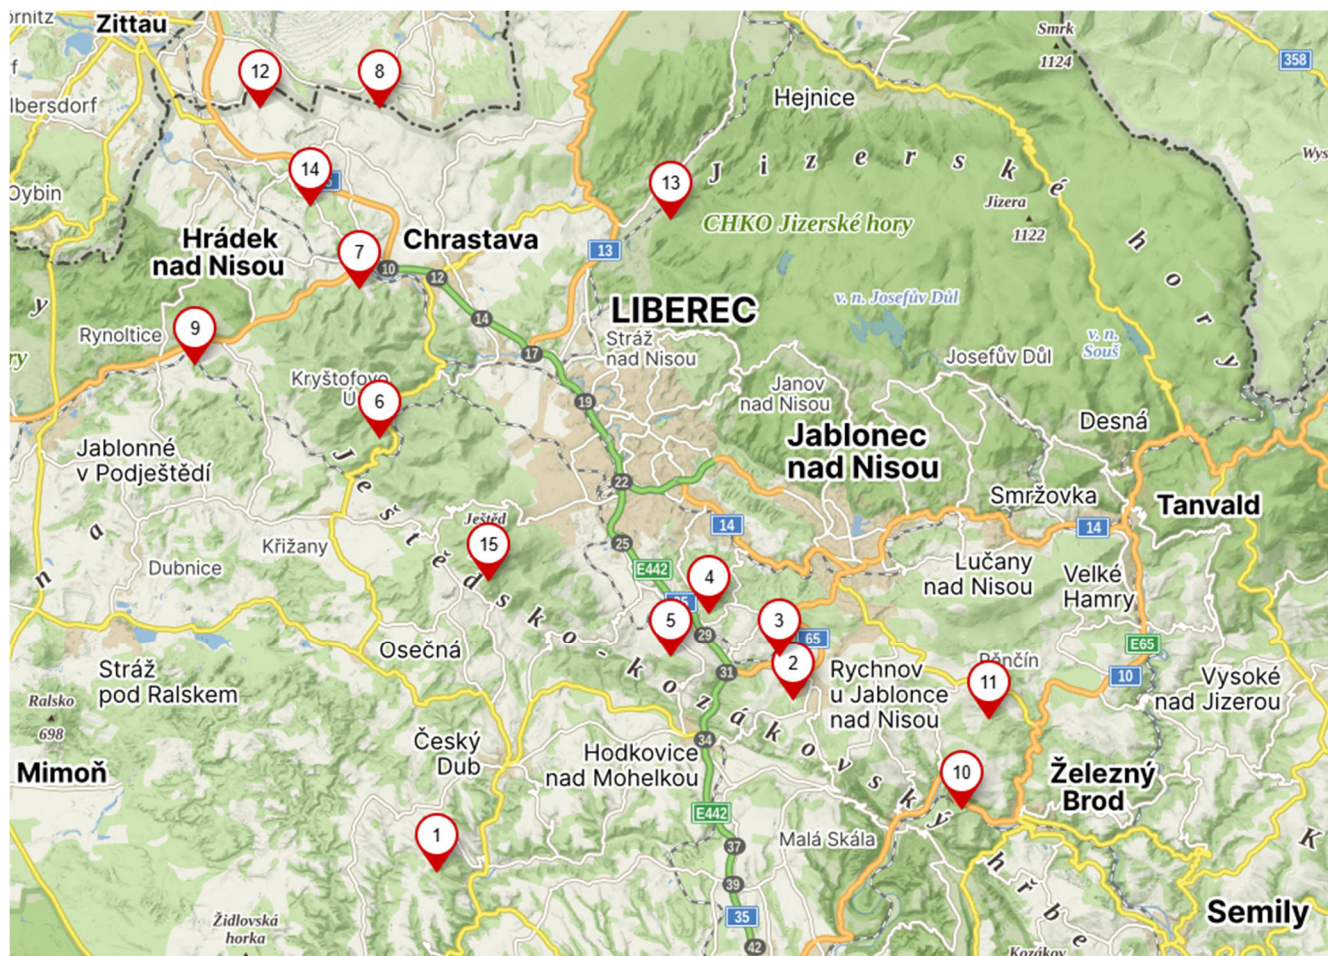 Zittau
Smrk
1124
358
12
8
Hejnice
lbersdorf
Jizerské hory
14
13
Oybin
CHKO Jizerské hory
Jizera
1122
Hrádek
nad Nisou
Chrastava
7
10
12
13
9
Rynoltice
14
LIBEREC
v. n. Josefův Důl
Stráž
nad Nisou
17
v. n.
Souš
Josefův Důl
Kryštofovo
Ú
6
19
Janov
nad Nisou
Desná
Jablonné
v Podještědí
Jablonec
nad Nisou
22
Smržovka
Tanvald
Ještěd
14
14
15
Křižany
25
Dubnice
E442
4
Lučany
nad Nisou
Velké
Hamry
Ještědsko-kozákovský hřbe
35
5
29
3
65
E65
Osečná
2
31
Rychnov
u Jablonce
nad Nisou
Pěnčín
11
10
Vysoké
nad Jizerou
Stráž
pod Ralskem
Ralsko
698
Český
Dub
34
Hodkovice
nad Mohelkou
Mimoň
10
Železný
Brod
E442
1
37
Malá Skála
39
Židlovská
horka
35
Semily
42
Kozákov